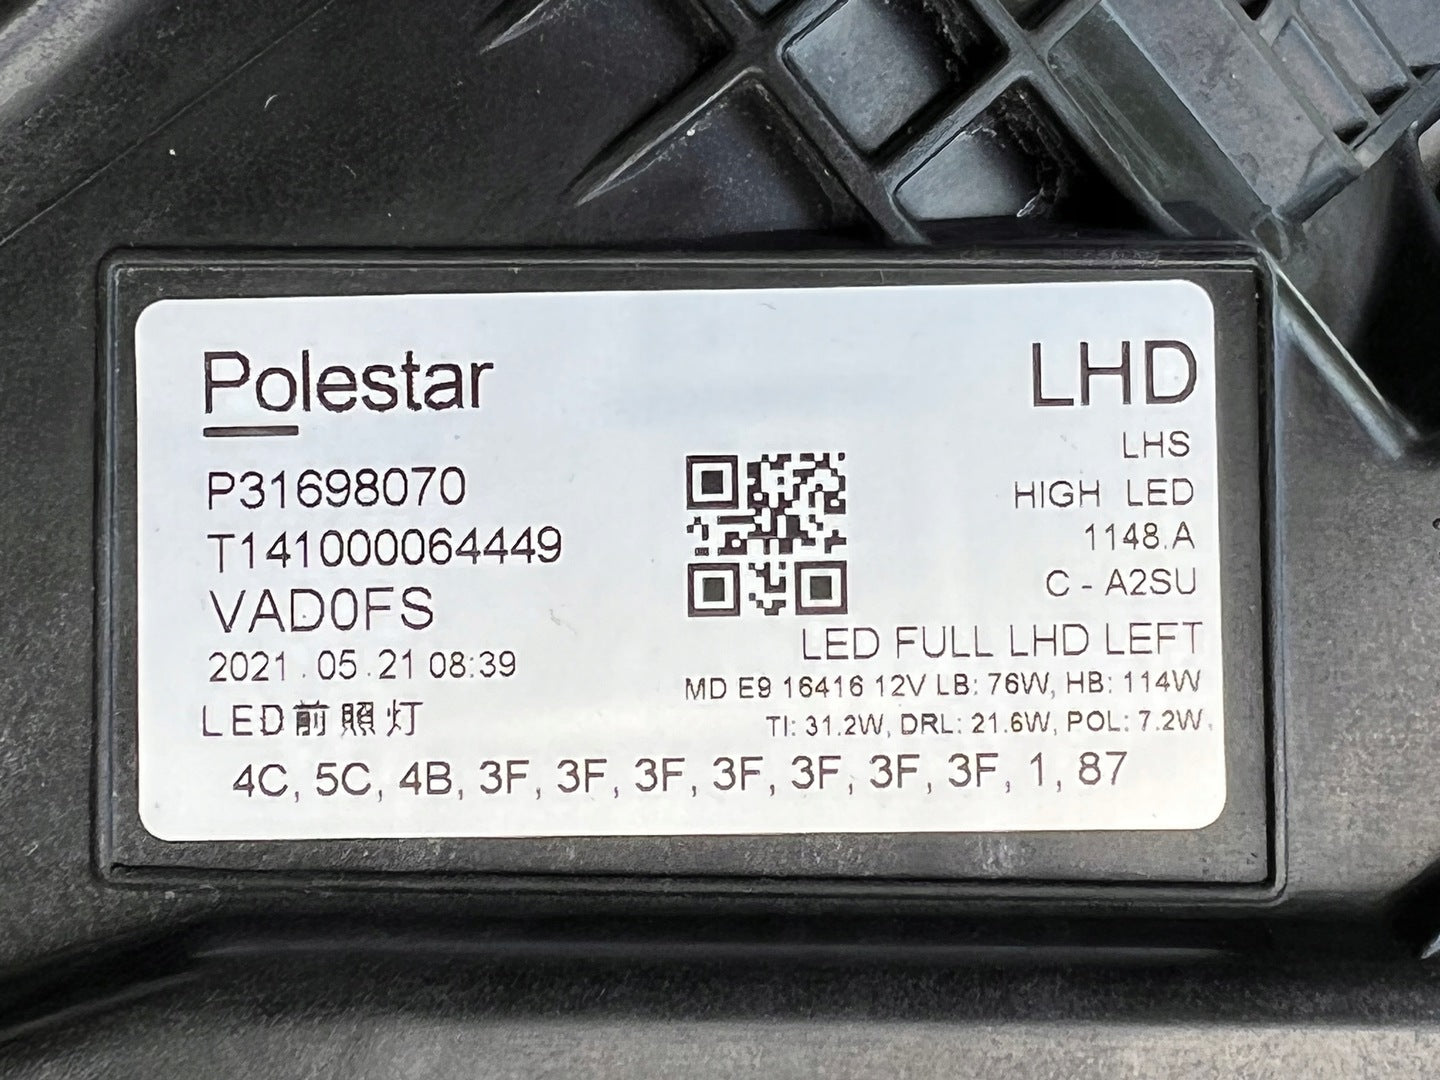 Polestar
P31698070
T141000064449
VAD0FS
2021.05.21 08:39
LED前照灯
LHD
LHS
HIGH LED
1148.A
C - A2SU
LED FULL LHD LEFT
MD E9 16416 12V LB: 76W, HB: 114W
TI: 31.2W, DRL: 21.6W, POL: 7.2W,
4C, 5C, 4B, 3F, 3F, 3F, 3F, 3F, 3F, 3F, 1, 87